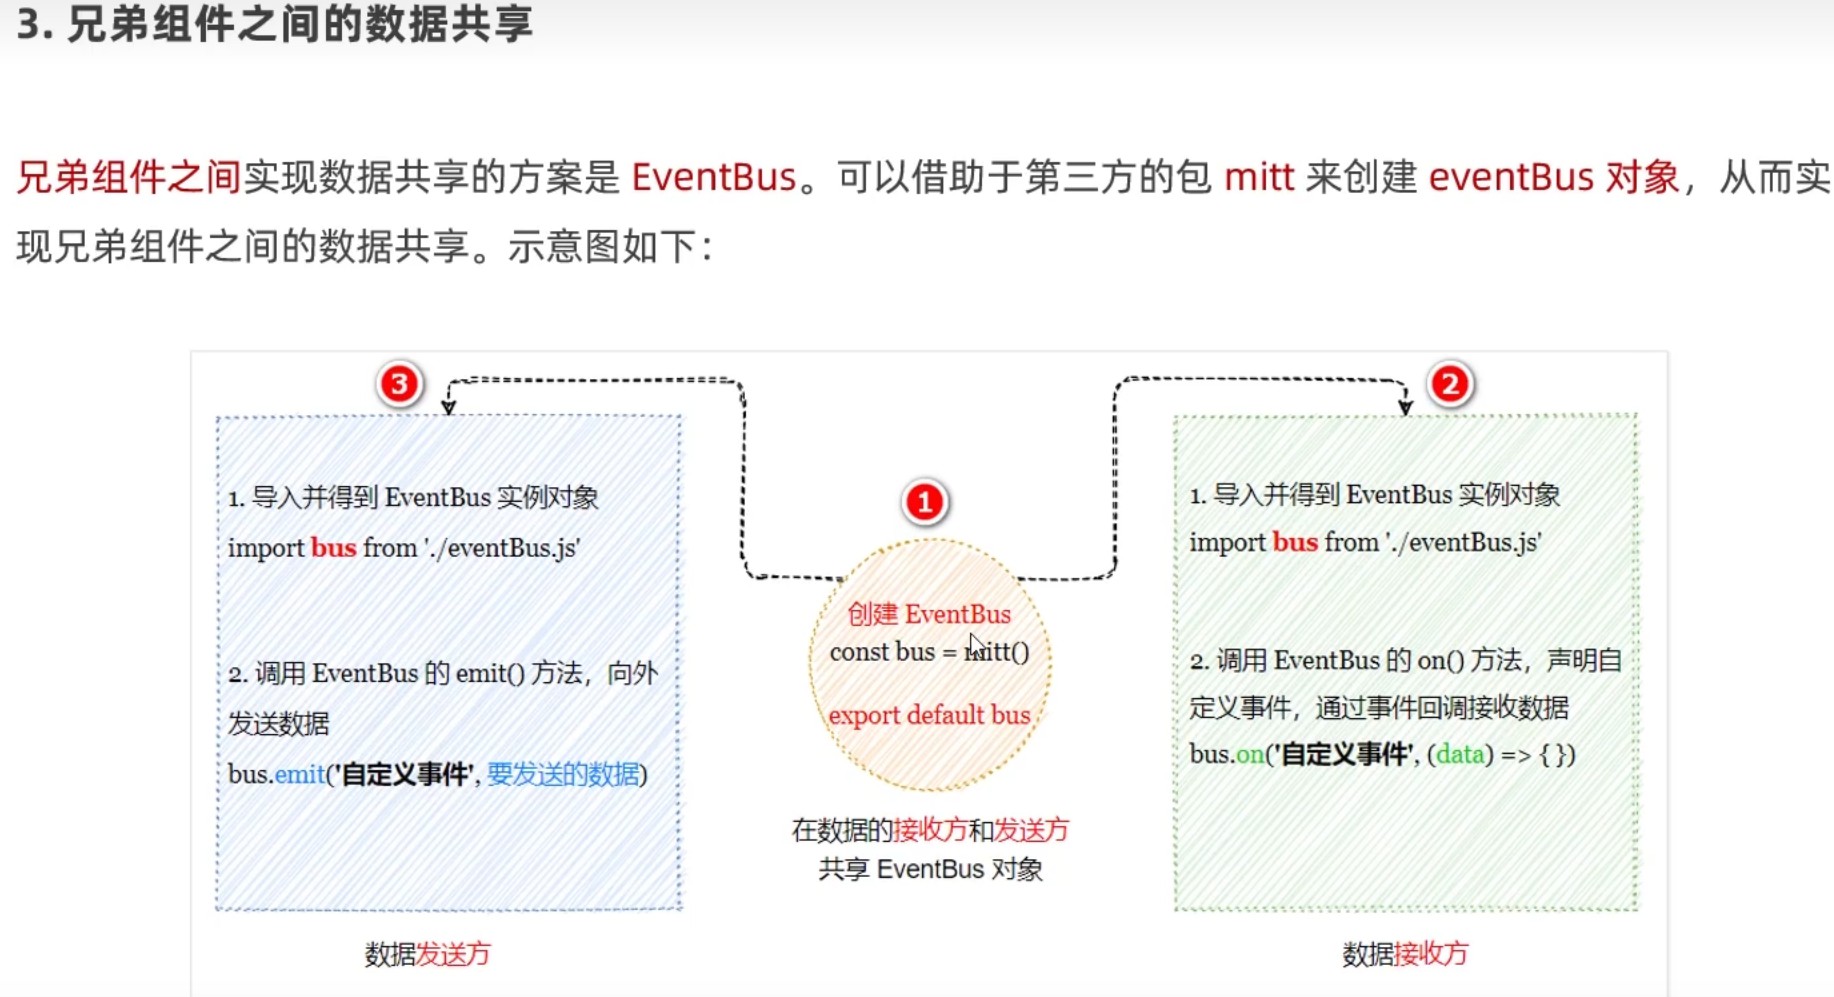 3. 兄弟组件之间的数据共享
兄弟组件之间实现数据共享的方案是 EventBus。可以借助于第三方的包 mitt 来创建 eventBus 对象，从而实
现兄弟组件之间的数据共享。示意图如下：
3
1. 导入并得到 EventBus 实例对象
import bus from './eventBus.js'
2. 调用 EventBus 的 emit() 方法，向外
发送数据
bus.emit('自定义事件', 要发送的数据)
数据发送方
1
创建 EventBus
const bus = mitt()
export default bus
在数据的接收方和发送方
共享 EventBus 对象
2
1. 导入并得到 EventBus 实例对象
import bus from './eventBus.js'
2. 调用 EventBus 的 on() 方法，声明自
定义事件，通过事件回调接收数据
bus.on('自定义事件', (data) => { })
数据接收方